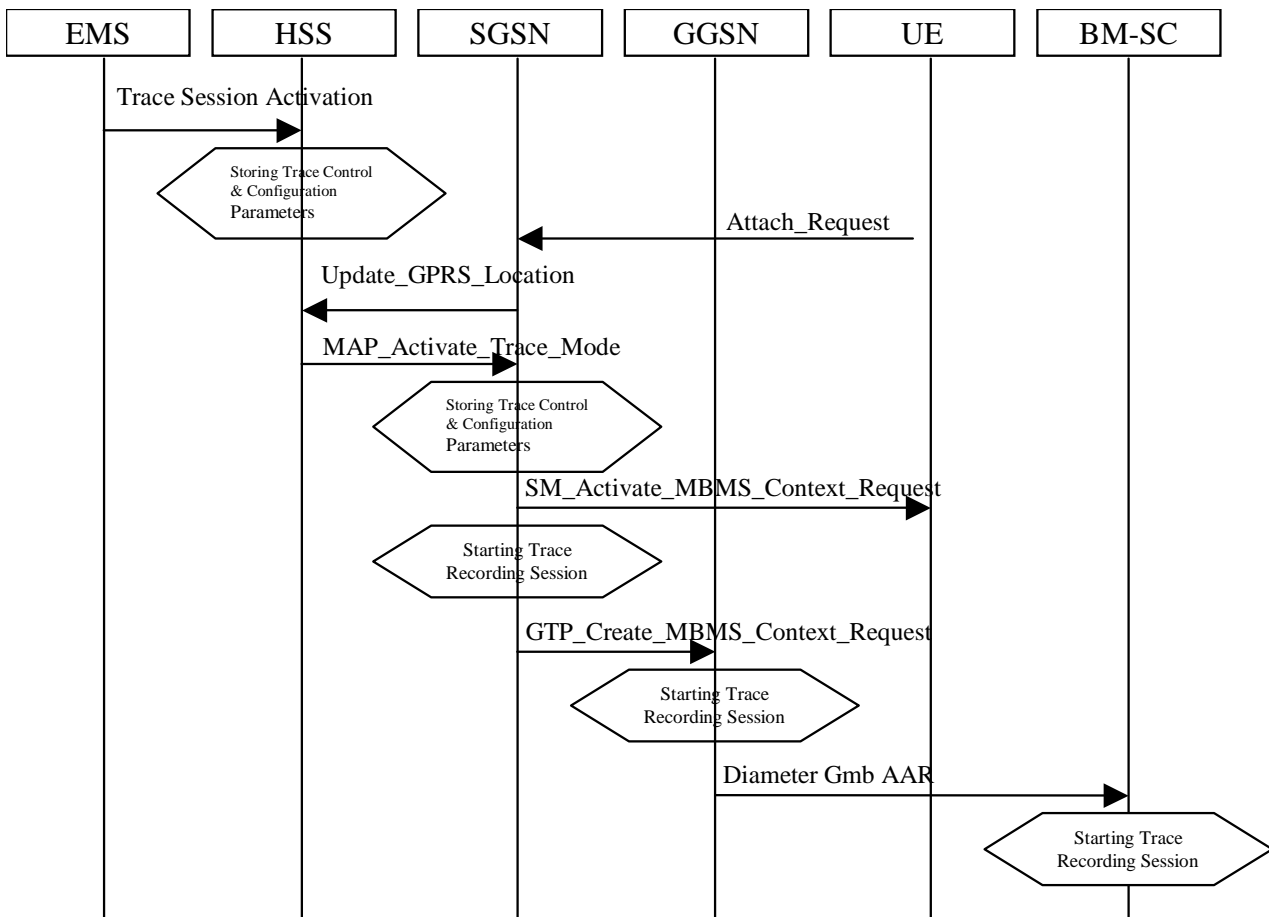 EMS HSS SGSN GGSN UE BM-SC
Trace Session Activation
Storing Trace Control
& Configuration
Parameters
Attach_Request
Update_GPRS_Location
MAP_Activate_Trace_Mode
Storing Trace Control
& Configuration
Parameters
SM_Activate_MBMS_Context_Request
Starting Trace
Recording Session
GTP_Create_MBMS_Context_Request
Starting Trace
Recording Session
Diameter Gmb AAR
Starting Trace
Recording Session